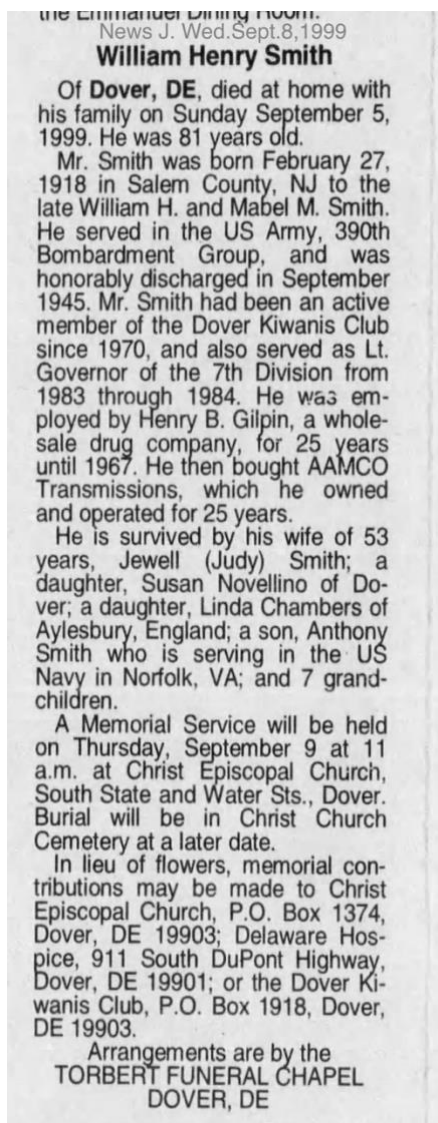 the Emmanuel Dining Room.
News J. Wed.Sept.8,1999
William Henry Smith
Of Dover, DE, died at home with
his family on Sunday September 5,
1999. He was 81 years old.
Mr. Smith was born February 27,
1918 in Salem County, NJ to the
late William H. and Mabel M. Smith.
He served in the US Army, 390th
Bombardment Group, and was
honorably discharged in September
1945. Mr. Smith had been an active
member of the Dover Kiwanis Club
since 1970, and also served as Lt.
Governor of the 7th Division from
1983 through 1984. He was em-
ployed by Henry B. Gilpin, a whole-
sale drug company, for 25 years
until 1967. He then bought AAMCO
Transmissions, which he owned
and operated for 25 years.
He is survived by his wife of 53
years, Jewell (Judy) Smith; a
daughter, Susan Novellino of Do-
ver; a daughter, Linda Chambers of
Aylesbury, England; a son, Anthony
Smith who is serving in the US
Navy in Norfolk, VA; and 7 grand-
children.
A Memorial Service will be held
on Thursday, September 9 at 11
a.m. at Christ Episcopal Church,
South State and Water Sts., Dover.
Burial will be in Christ Church
Cemetery at a later date.
In lieu of flowers, memorial con-
tributions may be made to Christ
Episcopal Church, P.O. Box 1374,
Dover, DE 19903; Delaware Hos-
pice, 911 South DuPont Highway,
Dover, DE 19901; or the Dover Ki-
wanis Club, P.O. Box 1918, Dover,
DE 19903.
Arrangements are by the
TORBERT FUNERAL CHAPEL
DOVER, DE